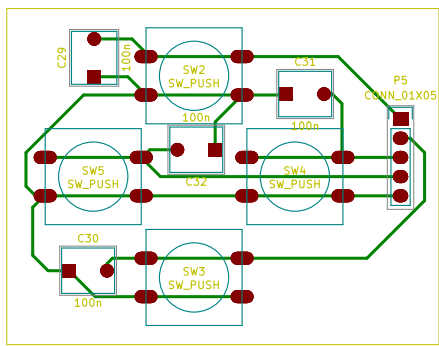 C29
100n
SW2
SW_PUSH
C31
100n
P5
CONN_01X05
100n
C32
SW5
SW_PUSH
SW4
SW_PUSH
C30
100n
SW3
SW_PUSH